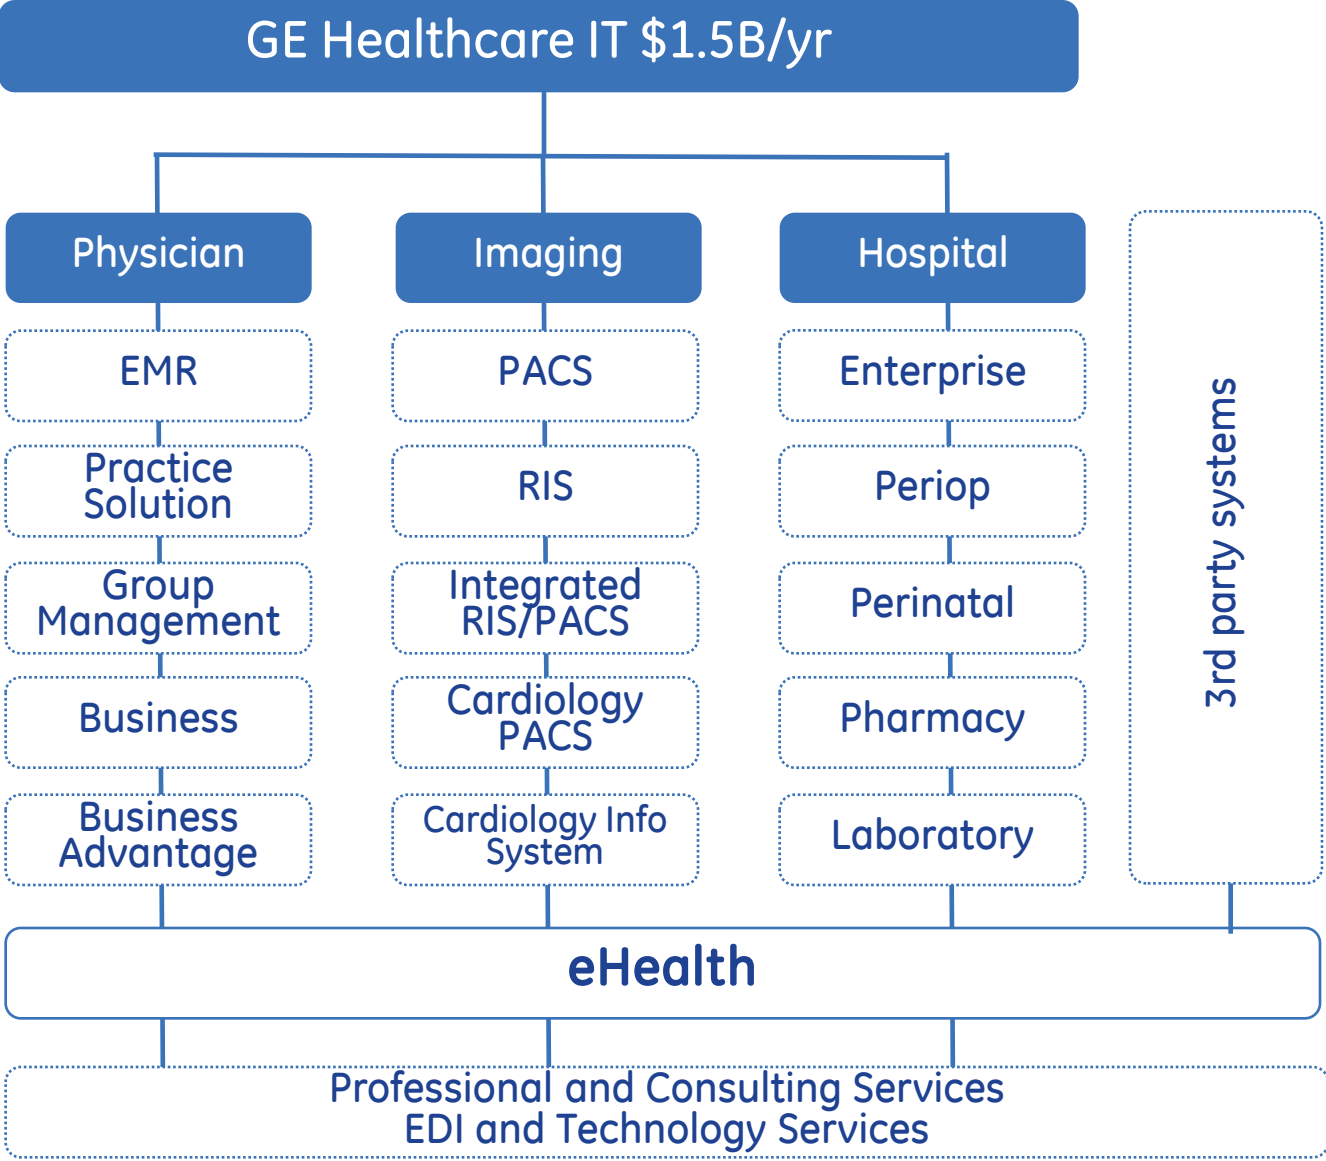 GE Healthcare IT $1.5B/yr
Physician
Imaging
Hospital
EMR
Practice
Solution
Group
Management
Business
Business
Advantage
PACS
RIS
Integrated
RIS/PACS
Cardiology
PACS
Cardiology Info
System
Enterprise
Periop
Perinatal
Pharmacy
Laboratory
3rd party systems
eHealth
Professional and Consulting Services
EDI and Technology Services